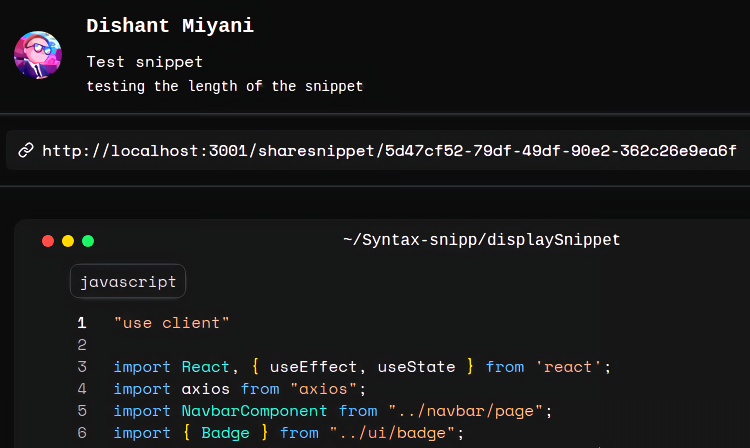 Dishant Miyani
Test snippet
testing the length of the snippet
http://localhost:3001/sharesnippet/5d47cf52-79df-49df-90e2-362c26e9ea6f
~/Syntax-snipp/displaySnippet
javascript
1 "use client"
2
3 import React, { useEffect, useState } from 'react';
4 import axios from "axios";
5 import NavbarComponent from "../navbar/page";
6 import { Badge } from "../ui/badge";